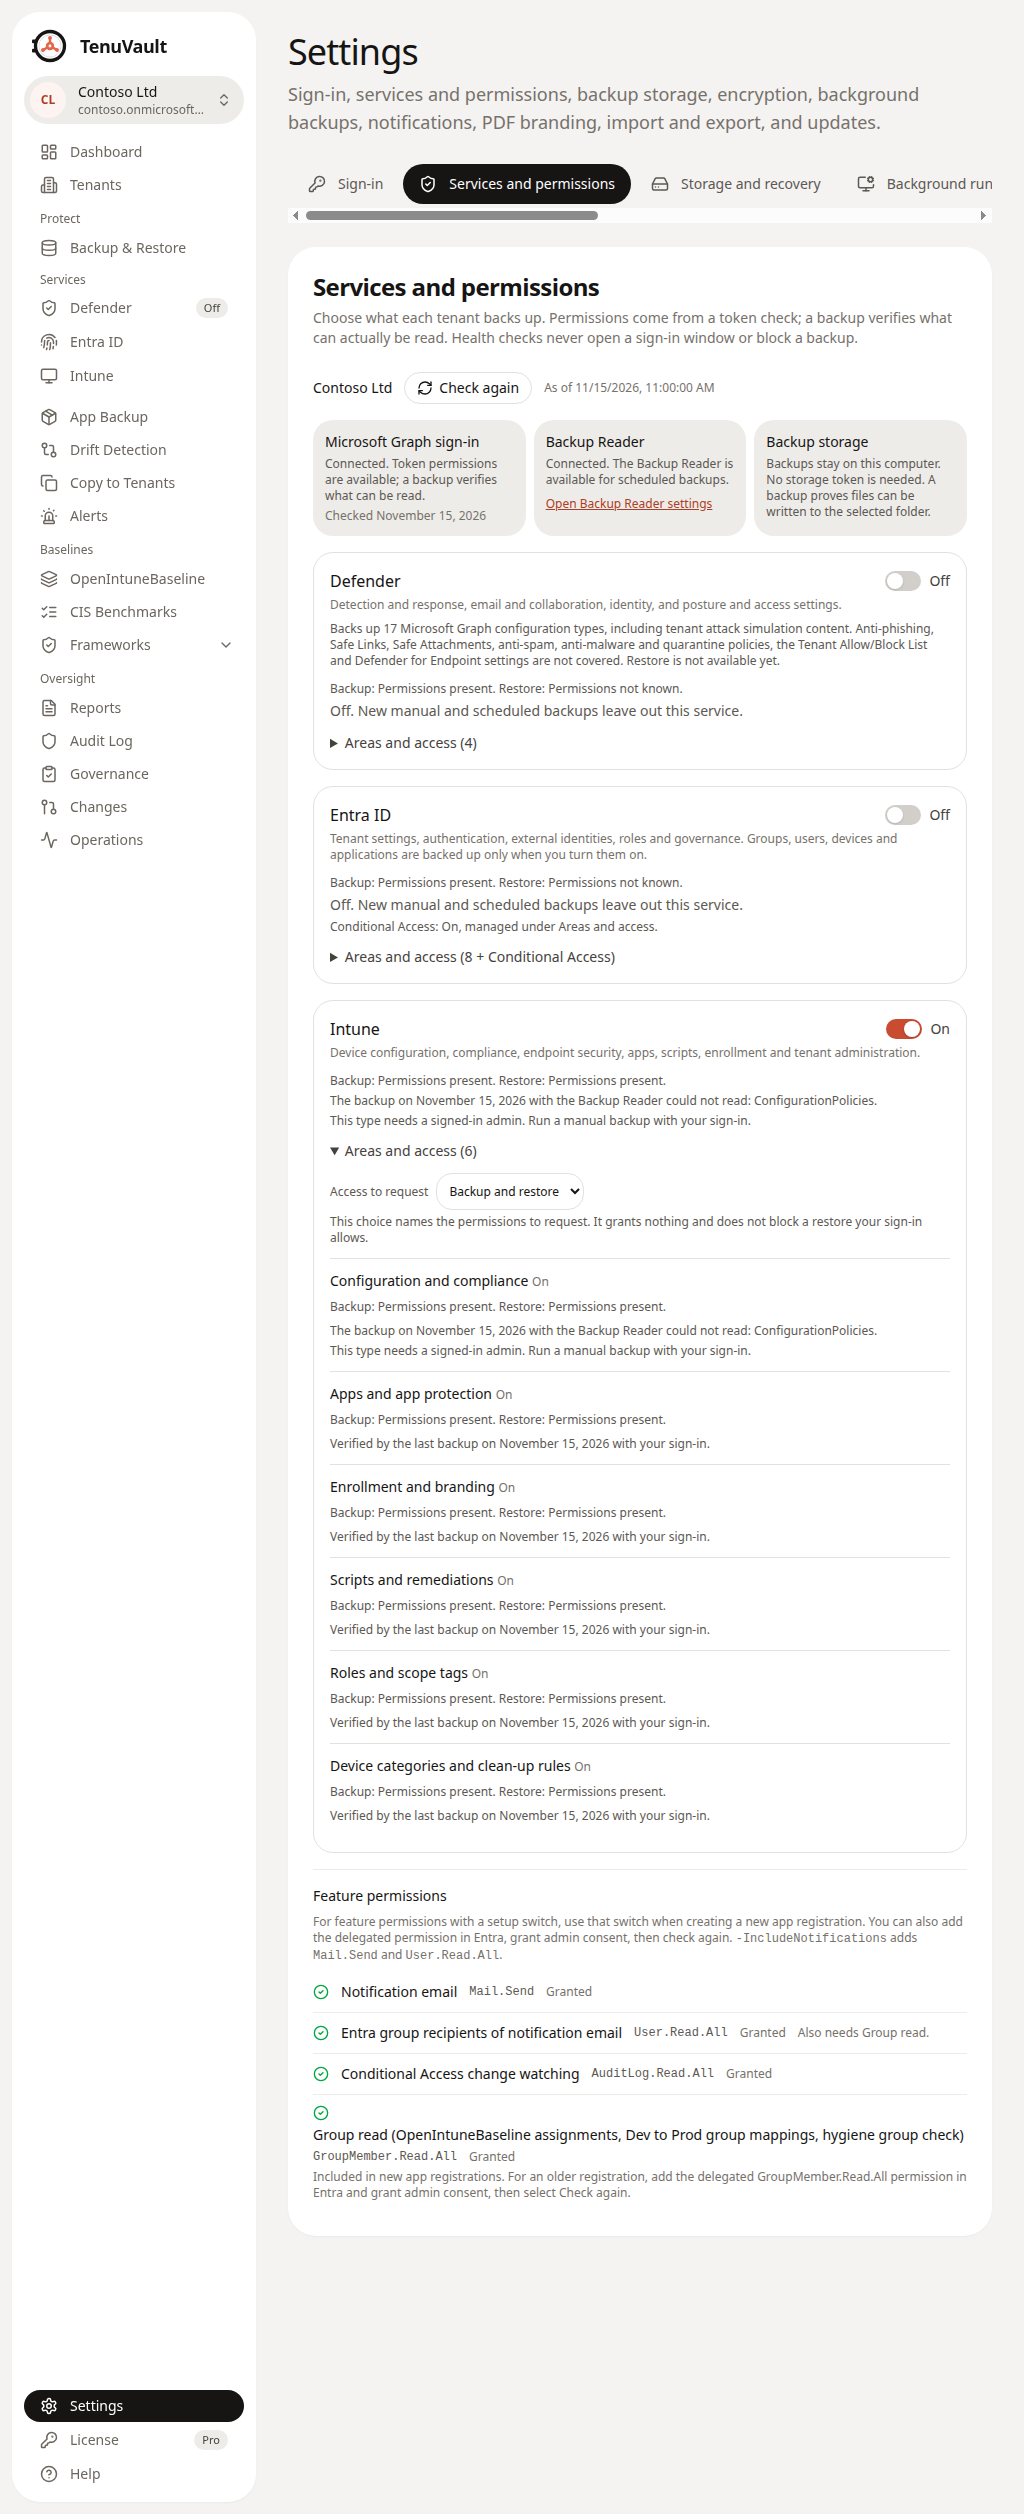 TenuVault
CL
Contoso Ltd
contoso.onmicrosoft...
Dashboard
Tenants
Protect
Backup & Restore
Services
Defender
Off
Entra ID
Intune
App Backup
Drift Detection
Copy to Tenants
Alerts
Baselines
OpenIntuneBaseline
CIS Benchmarks
Frameworks
Oversight
Reports
Audit Log
Governance
Changes
Operations
Settings
License
Pro
Help
Settings
Sign-in, services and permissions, backup storage, encryption, background
backups, notifications, PDF branding, import and export, and updates.
Sign-in
Services and permissions
Storage and recovery
Background run
Services and permissions
Choose what each tenant backs up. Permissions come from a token check; a backup verifies what
can actually be read. Health checks never open a sign-in window or block a backup.
Contoso Ltd
Check again
As of 11/15/2026, 11:00:00 AM
Microsoft Graph sign-in
Connected. Token permissions
are available; a backup verifies
what can be read.
Checked November 15, 2026
Backup Reader
Connected. The Backup Reader is
available for scheduled backups.
Open Backup Reader settings
Backup storage
Backups stay on this computer.
No storage token is needed. A
backup proves files can be
written to the selected folder.
Defender
Off
Detection and response, email and collaboration, identity, and posture and access settings.
Backs up 17 Microsoft Graph configuration types, including tenant attack simulation content. Anti-phishing,
Safe Links, Safe Attachments, anti-spam, anti-malware and quarantine policies, the Tenant Allow/Block List
and Defender for Endpoint settings are not covered. Restore is not available yet.
Backup: Permissions present. Restore: Permissions not known.
Off. New manual and scheduled backups leave out this service.
Areas and access (4)
Entra ID
Off
Tenant settings, authentication, external identities, roles and governance. Groups, users, devices and
applications are backed up only when you turn them on.
Backup: Permissions present. Restore: Permissions not known.
Off. New manual and scheduled backups leave out this service.
Conditional Access: On, managed under Areas and access.
Areas and access (8 + Conditional Access)
Intune
On
Device configuration, compliance, endpoint security, apps, scripts, enrollment and tenant administration.
Backup: Permissions present. Restore: Permissions present.
The backup on November 15, 2026 with the Backup Reader could not read: ConfigurationPolicies.
This type needs a signed-in admin. Run a manual backup with your sign-in.
Areas and access (6)
Access to request
Backup and restore
This choice names the permissions to request. It grants nothing and does not block a restore your sign-in
allows.
Configuration and compliance On
Backup: Permissions present. Restore: Permissions present.
The backup on November 15, 2026 with the Backup Reader could not read: ConfigurationPolicies.
This type needs a signed-in admin. Run a manual backup with your sign-in.
Apps and app protection On
Backup: Permissions present. Restore: Permissions present.
Verified by the last backup on November 15, 2026 with your sign-in.
Enrollment and branding On
Backup: Permissions present. Restore: Permissions present.
Verified by the last backup on November 15, 2026 with your sign-in.
Scripts and remediations On
Backup: Permissions present. Restore: Permissions present.
Verified by the last backup on November 15, 2026 with your sign-in.
Roles and scope tags On
Backup: Permissions present. Restore: Permissions present.
Verified by the last backup on November 15, 2026 with your sign-in.
Device categories and clean-up rules On
Backup: Permissions present. Restore: Permissions present.
Verified by the last backup on November 15, 2026 with your sign-in.
Feature permissions
For feature permissions with a setup switch, use that switch when creating a new app registration. You can also add
the delegated permission in Entra, grant admin consent, then check again. -IncludeNotifications adds
Mail.Send and User.Read.All.
Notification email Mail.Send Granted
Entra group recipients of notification email User.Read.All Granted Also needs Group read.
Conditional Access change watching AuditLog.Read.All Granted
Group read (OpenIntuneBaseline assignments, Dev to Prod group mappings, hygiene group check)
GroupMember.Read.All Granted
Included in new app registrations. For an older registration, add the delegated GroupMember.Read.All permission in
Entra and grant admin consent, then select Check again.